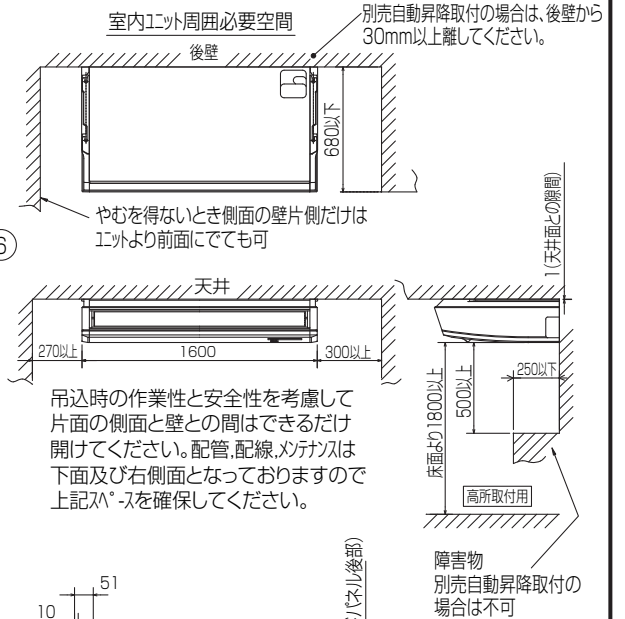 室内ユニット周囲必要空間
別売自動昇降取付の場合は、後壁から
30mm以上離してください。
後壁
680以下
やむを得ないとき側面の壁片側だけは
ユニットより前面にでても可
6
1(天井面との隙間)
天井
270以上
1600
300以上
250以下
500以上
床面より1800以上
吊込時の作業性と安全性を考慮して
片面の側面と壁との間はできるだけ
開けてください。配管,配線,メンテナンスは
下面及び右側面となっておりますので
上記スペースを確保してください。
高所取付用
障害物
別売自動昇降取付の
場合は不可
51
10
パネル後部)